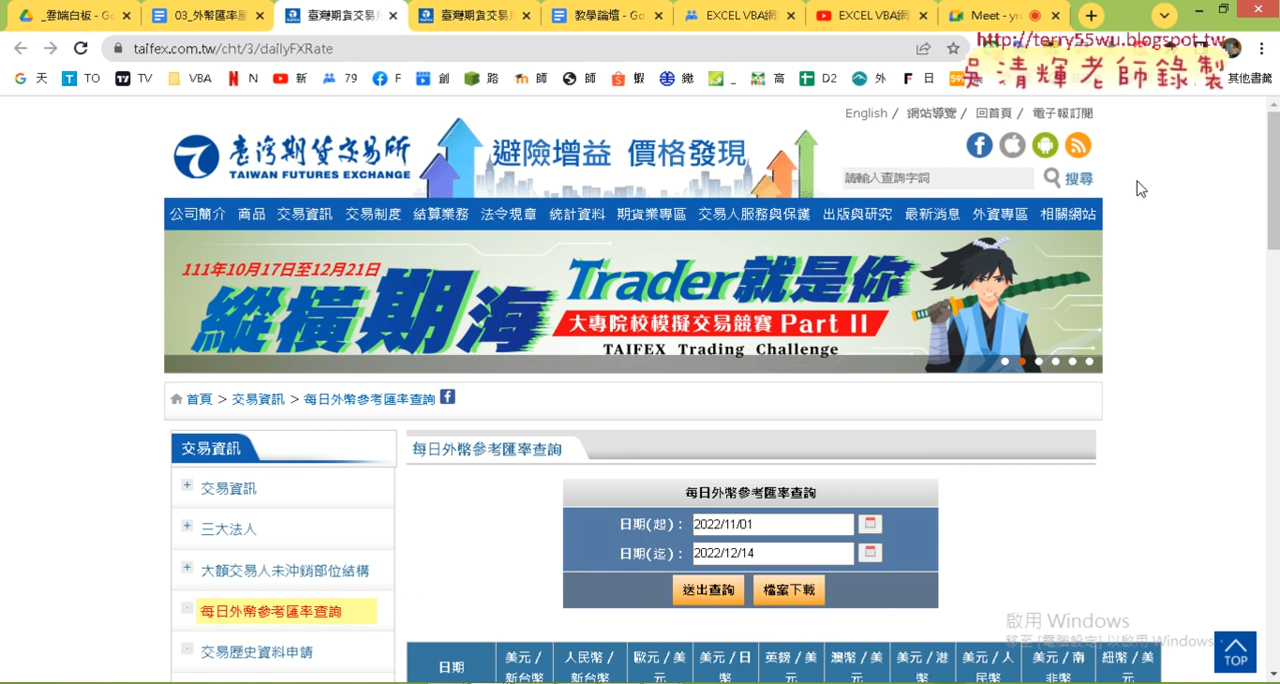 _雲端白板 - G
03_外幣匯率歷
臺灣期貨交易
臺灣期貨交易
教學論壇 - Go
EXCEL VBA網
EXCEL VBA網
Meet - yr
taifex.com.tw/cht/3/dailyFXRate
http://terry55wu.blogspot.tw
吳清輝老師錄製
天 TO TV VBA N 新 79 F 創 路 師 師 蝦 _ 高 D2 外 日 其他書籤
English / 網站導覽 / 回首頁 / 電子報訂閱
臺灣期貨交易所
TAIWAN FUTURES EXCHANGE
避險增益 價格發現
請輸入查詢字詞 搜尋
公司簡介 商品 交易資訊 交易制度 結算業務 法令規章 統計資料 期貨業專區 交易人服務與保護 出版與研究 最新消息 外資專區 相關網站
111年10月17日至12月21日
縱橫期海 Trader就是你
大專院校模擬交易競賽 Part II
TAIFEX Trading Challenge
首頁 > 交易資訊 > 每日外幣參考匯率查詢
交易資訊
每日外幣參考匯率查詢
交易資訊
三大法人
大額交易人未沖銷部位結構
每日外幣參考匯率查詢
交易歷史資料申請
每日外幣參考匯率查詢
日期(起)： 2022/11/01
日期(迄)： 2022/12/14
送出查詢 檔案下載
啟用 Windows
移至 [電腦設定] 以啟用 Windows。
TOP
日期 美元／新台幣 人民幣／新台幣 歐元／美元 美元／日幣 英鎊／美元 澳幣／美元 美元／港幣 美元／人民幣 美元／南非幣 紐幣／美元